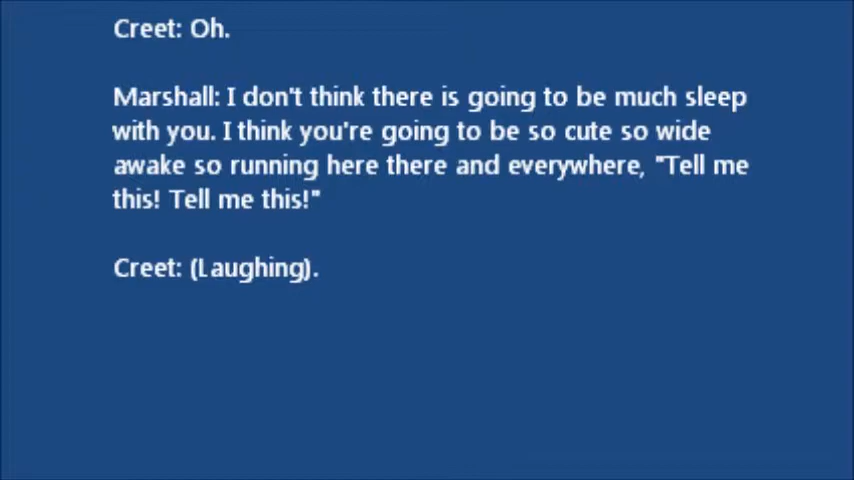 Creet: Oh.
Marshall: I don't think there is going to be much sleep
with you. I think you're going to be so cute so wide
awake so running here there and everywhere, "Tell me
this! Tell me this!"
Creet: (Laughing).